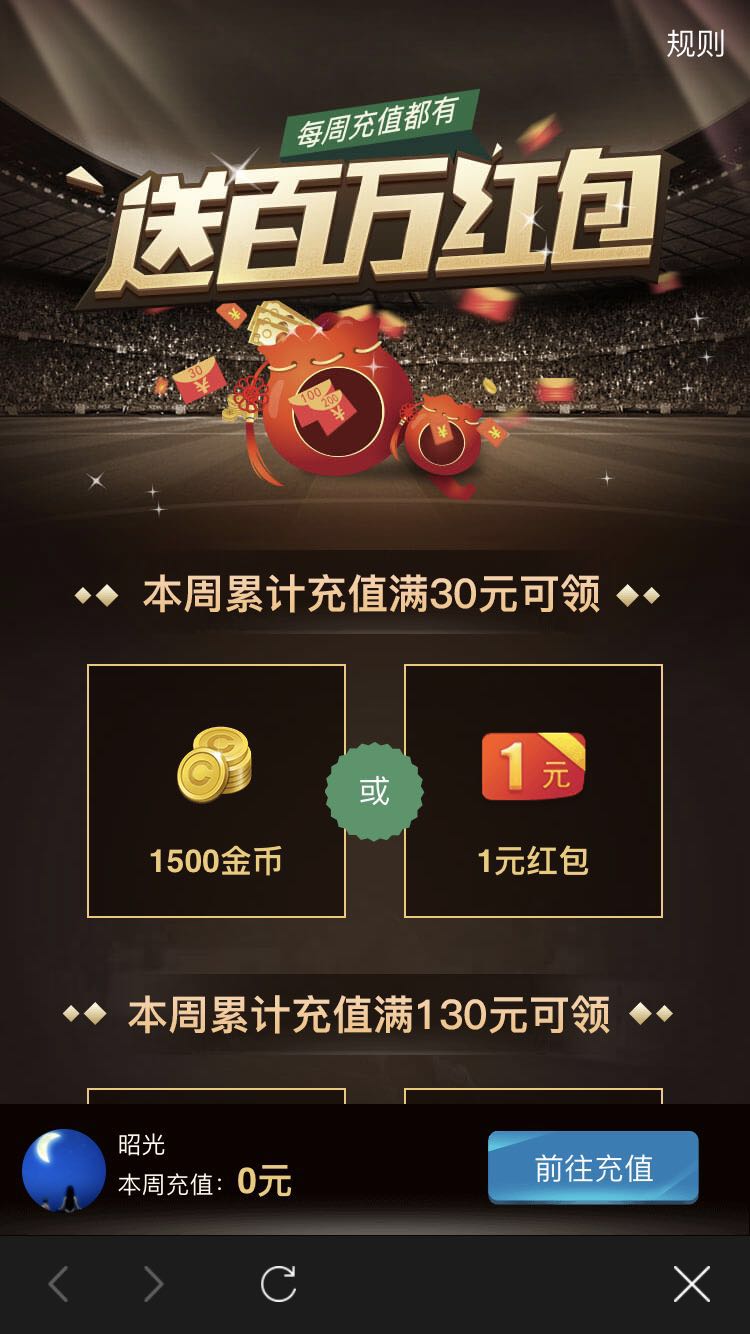 规则
每周充值都有
送百万红包
30
100
200
本周累计充值满30元可领
1元
或
1500金币
1元红包
本周累计充值满130元可领
昭光
本周充值：0元
前往充值